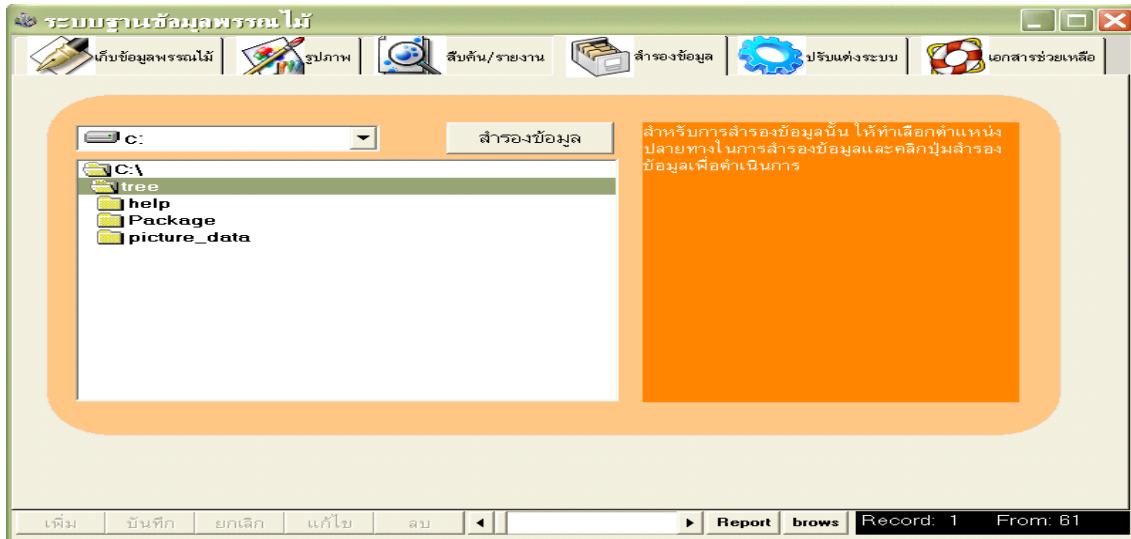 ระบบฐานข้อมูลพรรณไม้
เก็บข้อมูลพรรณไม้ รูปภาพ สืบค้น/รายงาน สำรองข้อมูล ปรับแต่งระบบ เอกสารช่วยเหลือ
c: สำรองข้อมูล
C:\
tree
help
Package
picture_data
สำหรับการสำรองข้อมูลนั้น ให้ทำเลือกตำแหน่ง
ปลายทางในการสำรองข้อมูลและคลิกปุ่มสำรอง
ข้อมูลเพื่อดำเนินการ
เพิ่ม บันทึก ยกเลิก แก้ไข ลบ Report brows Record: 1 From: 61